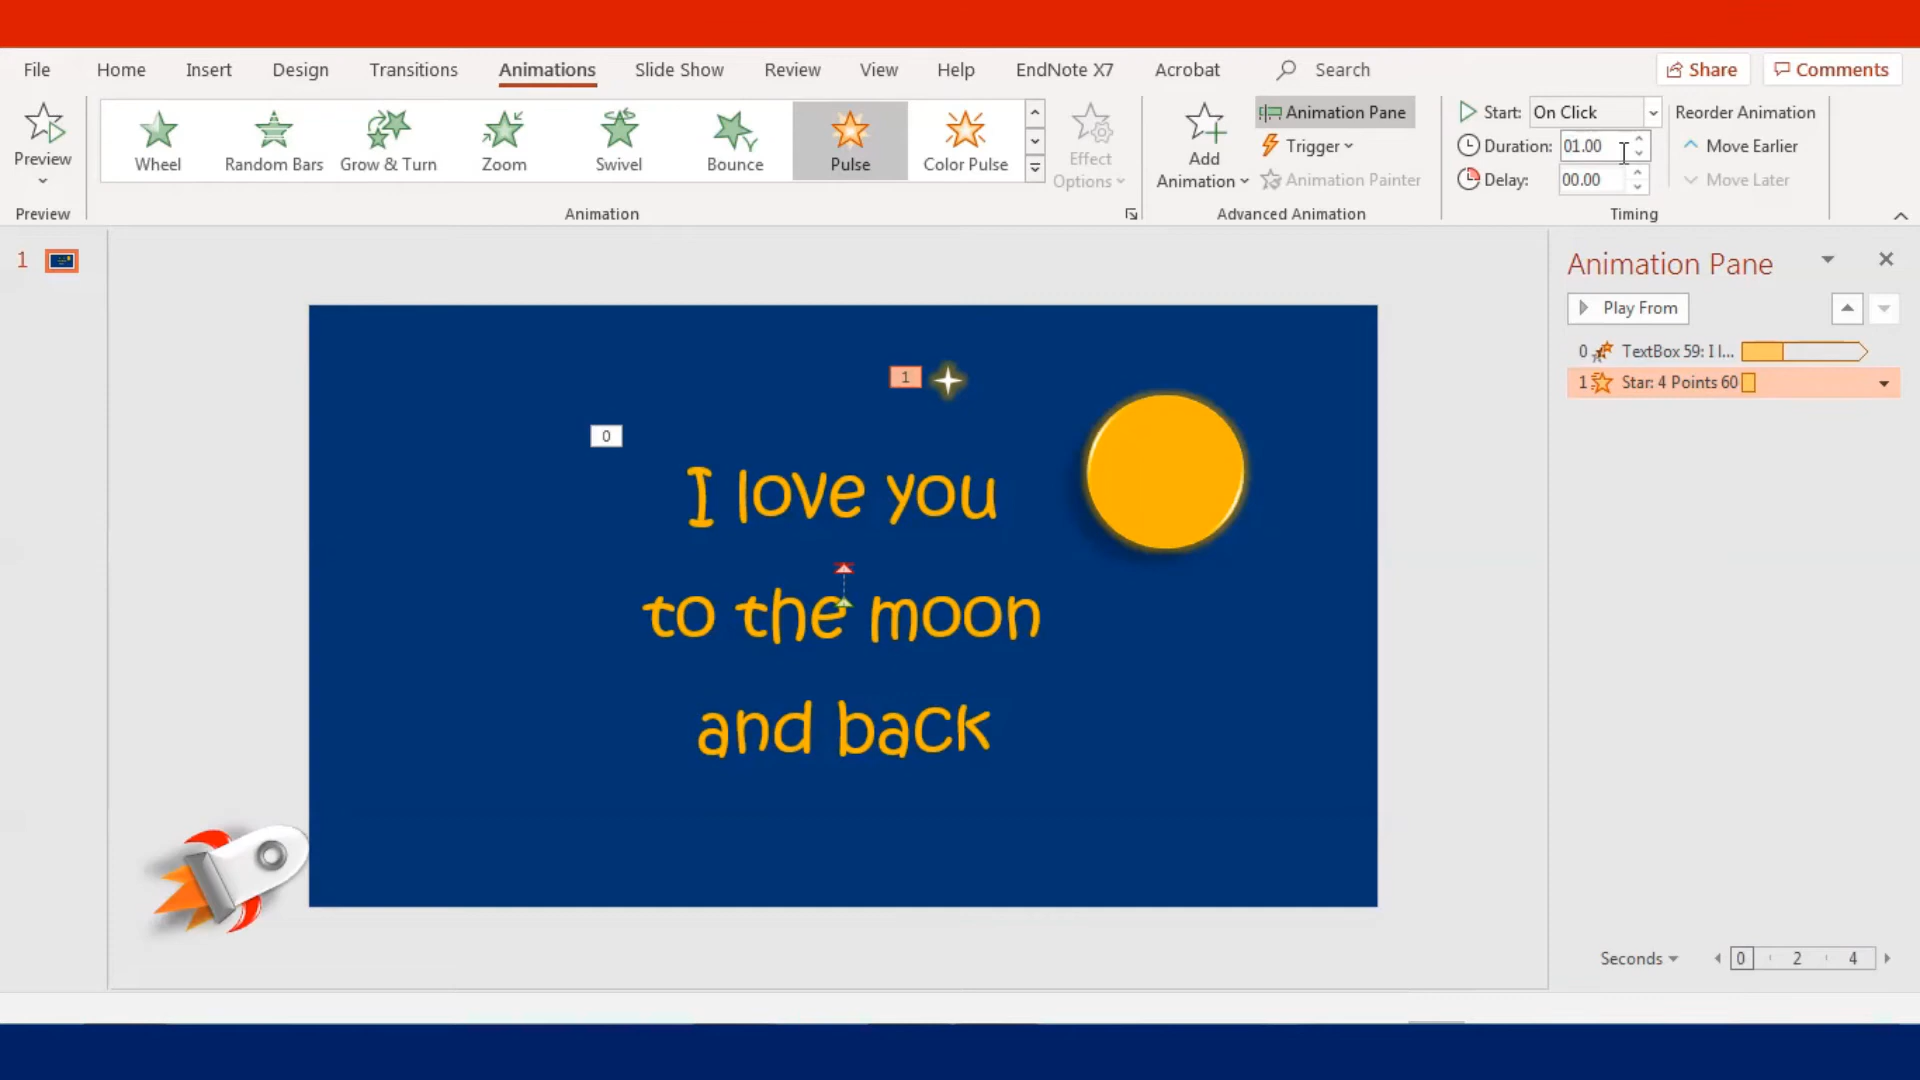 File Home Insert Design Transitions Animations Slide Show Review View Help EndNote X7 Acrobat Search Share Comments
Preview
Wheel Random Bars Grow & Turn Zoom Swivel Bounce Pulse Color Pulse
Effect Options
Add Animation
Animation Pane
Trigger
Animation Painter
Start: On Click
Duration: 01.00
Delay: 00.00
Reorder Animation
Move Earlier
Move Later
Preview Animation Advanced Animation Timing
1
1
0
I love you
to the moon
and back
Animation Pane
Play From
0 TextBox 59: I l...
1 Star: 4 Points 60
Seconds 0 2 4